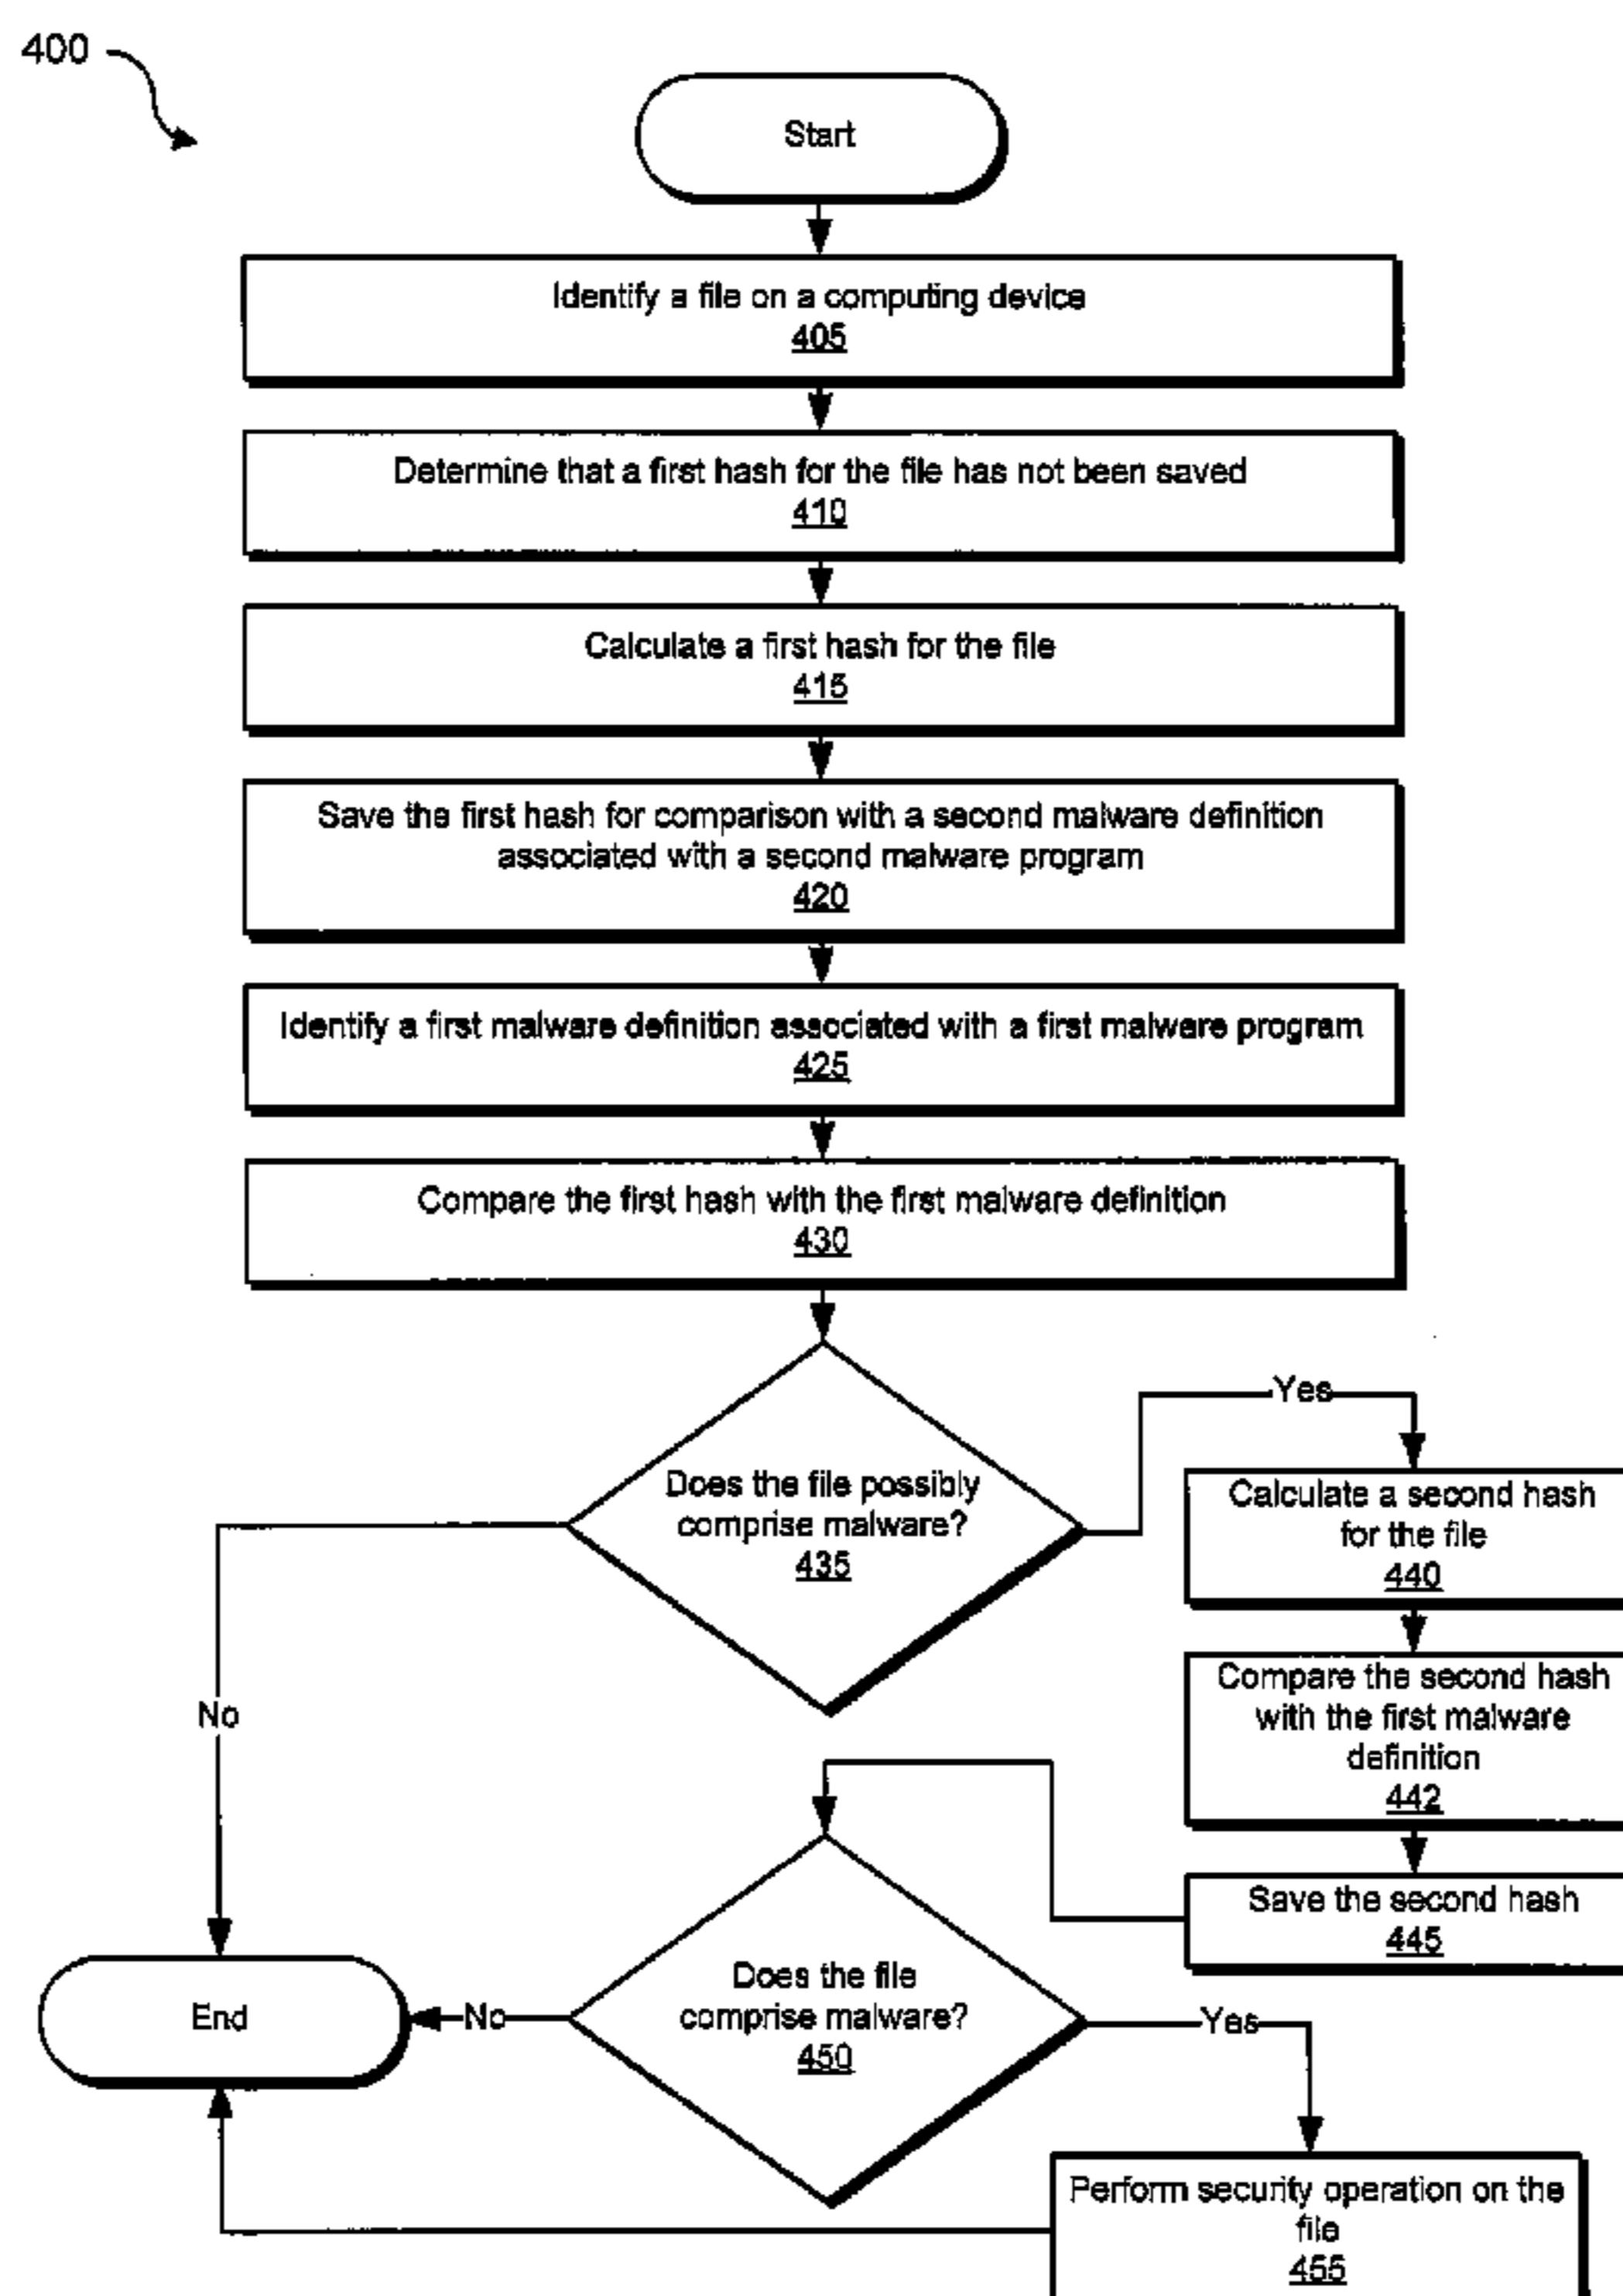 400
Start
Identify a file on a computing device
405
Determine that a first hash for the file has not been saved
410
Calculate a first hash for the file
415
Save the first hash for comparison with a second malware definition
associated with a second malware program
420
Identify a first malware definition associated with a first malware program
425
Compare the first hash with the first malware definition
430
Does the file possibly
comprise malware?
435
Yes
Calculate a second hash
for the file
440
Compare the second hash
with the first malware
definition
442
Save the second hash
445
No
Does the file
comprise malware?
450
No
End
Yes
Perform security operation on the
file
455